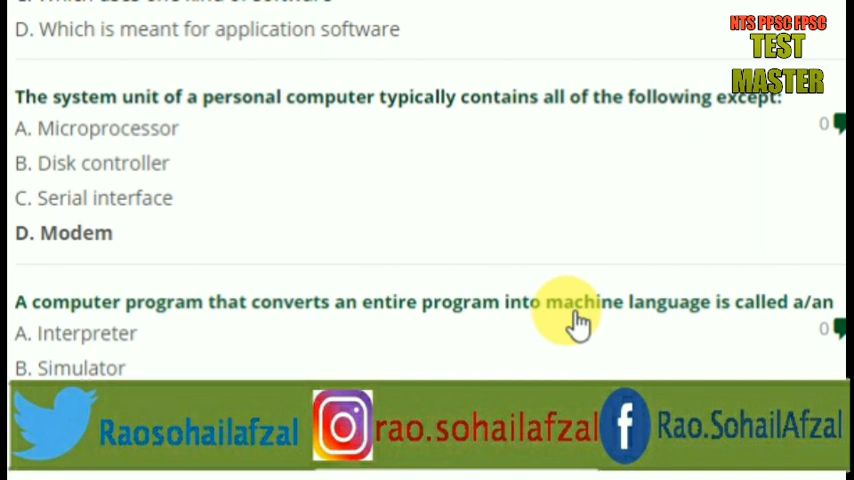 D. Which is meant for application software
NTS PPSC FPSC
TEST
MASTER
The system unit of a personal computer typically contains all of the following except:
0
A. Microprocessor
B. Disk controller
C. Serial interface
D. Modem
A computer program that converts an entire program into machine language is called a/an
0
A. Interpreter
B. Simulator
Raosohailafzal
rao.sohailafzal
Rao.SohailAfzal